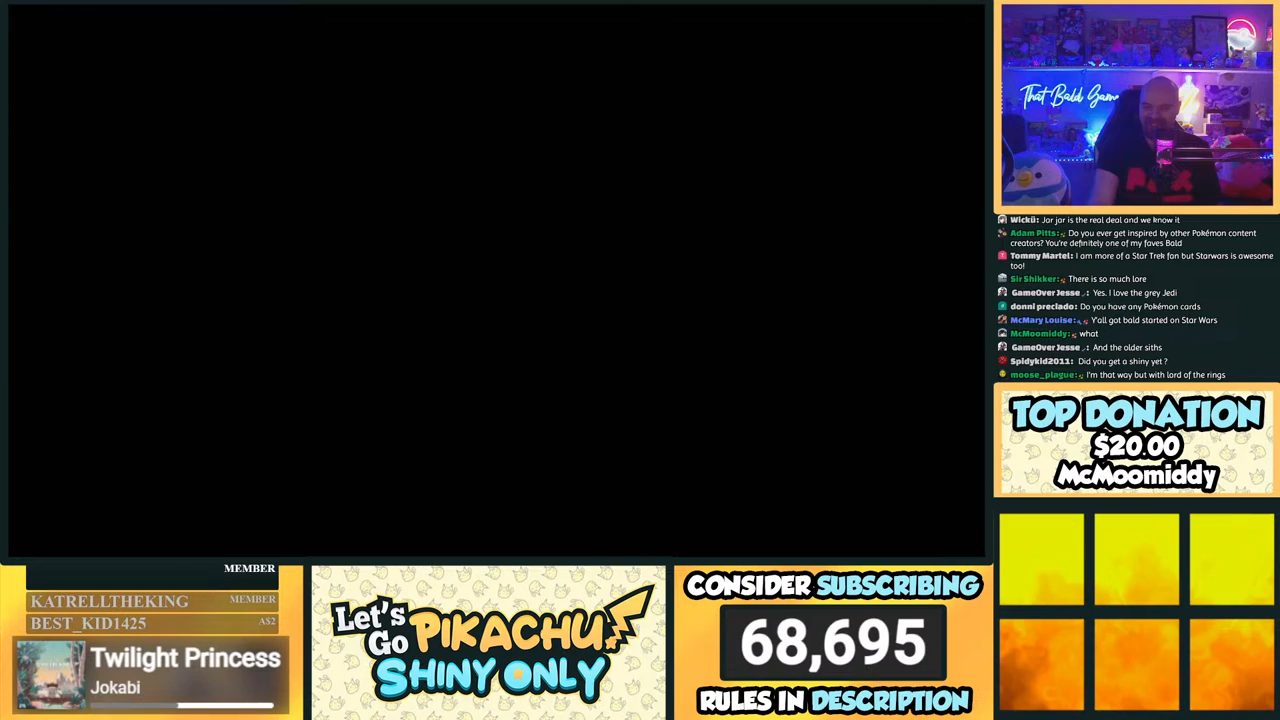 That Bald Gam
Wickü: Jar jar is the real deal and we know it
Adam Pitts: Do you ever get inspired by other Pokémon content
creators? You're definitely one of my faves Bald
Tommy Martel: I am more of a Star Trek fan but Starwars is awesome
too!
Sir Shikker: There is so much lore
GameOver Jesse: Yes. I love the grey Jedi
donni preclado: Do you have any Pokémon cards
McMary Louise: Y'all got bald started on Star Wars
McMoomiddy: what
GameOver Jesse: And the older siths
Spidykid2011: Did you get a shiny yet ?
moose_plague: I'm that way but with lord of the rings
TOP DONATION
$20.00
McMoomiddy
MEMBER
KATRELLTHEKING MEMBER
BEST_KID1425 A$2
Twilight Princess
Jokabi
Let's
Go PIKACHU
SHINY ONLY
CONSIDER SUBSCRIBING
68,695
RULES IN DESCRIPTION